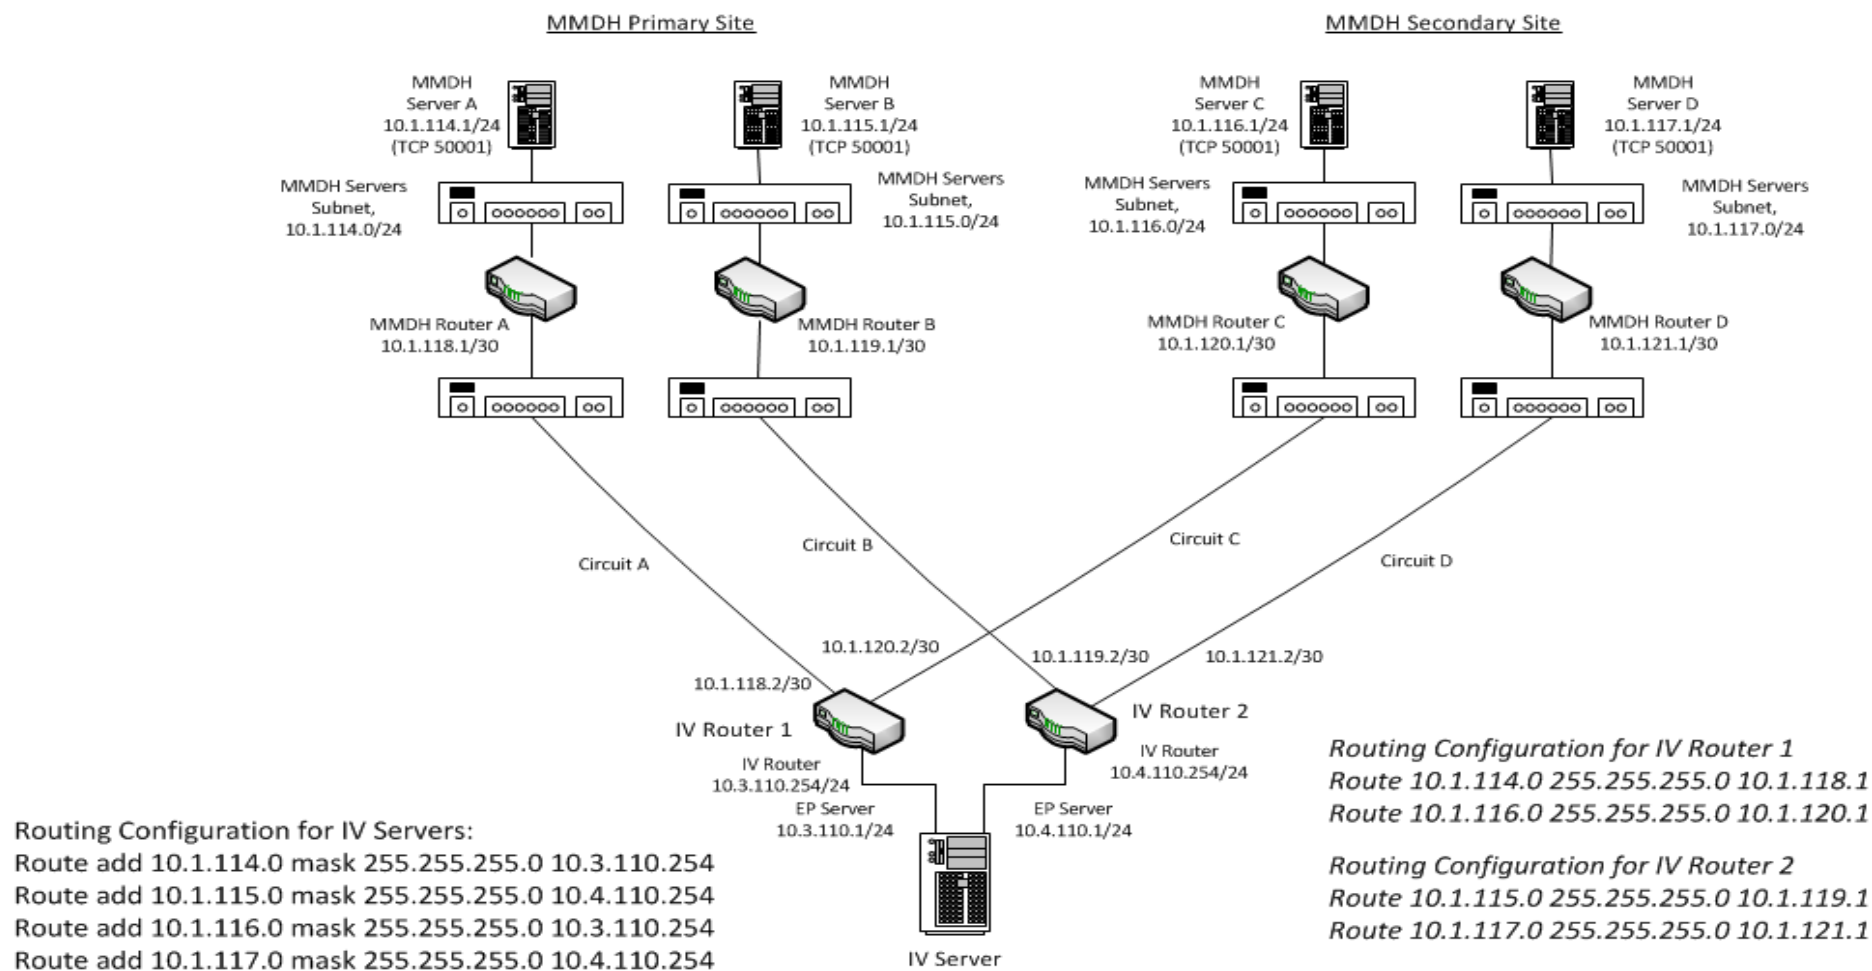 MMDH Primary Site
MMDH Secondary Site
MMDH
Server A
10.1.114.1/24
(TCP 50001)
MMDH
Server B
10.1.115.1/24
(TCP 50001)
MMDH
Server C
10.1.116.1/24
(TCP 50001)
MMDH
Server D
10.1.117.1/24
(TCP 50001)
MMDH Servers
Subnet,
10.1.114.0/24
MMDH Servers
Subnet,
10.1.115.0/24
MMDH Servers
Subnet,
10.1.116.0/24
MMDH Servers
Subnet,
10.1.117.0/24
MMDH Router A
10.1.118.1/30
MMDH Router B
10.1.119.1/30
MMDH Router C
10.1.120.1/30
MMDH Router D
10.1.121.1/30
Circuit A
Circuit B
Circuit C
Circuit D
10.1.118.2/30
10.1.120.2/30
10.1.119.2/30
10.1.121.2/30
IV Router 1
IV Router 2
IV Router
10.3.110.254/24
IV Router
10.4.110.254/24
EP Server
10.3.110.1/24
EP Server
10.4.110.1/24
IV Server
Routing Configuration for IV Servers:
Route add 10.1.114.0 mask 255.255.255.0 10.3.110.254
Route add 10.1.115.0 mask 255.255.255.0 10.4.110.254
Route add 10.1.116.0 mask 255.255.255.0 10.3.110.254
Route add 10.1.117.0 mask 255.255.255.0 10.4.110.254
Routing Configuration for IV Router 1
Route 10.1.114.0 255.255.255.0 10.1.118.1
Route 10.1.116.0 255.255.255.0 10.1.120.1
Routing Configuration for IV Router 2
Route 10.1.115.0 255.255.255.0 10.1.119.1
Route 10.1.117.0 255.255.255.0 10.1.121.1